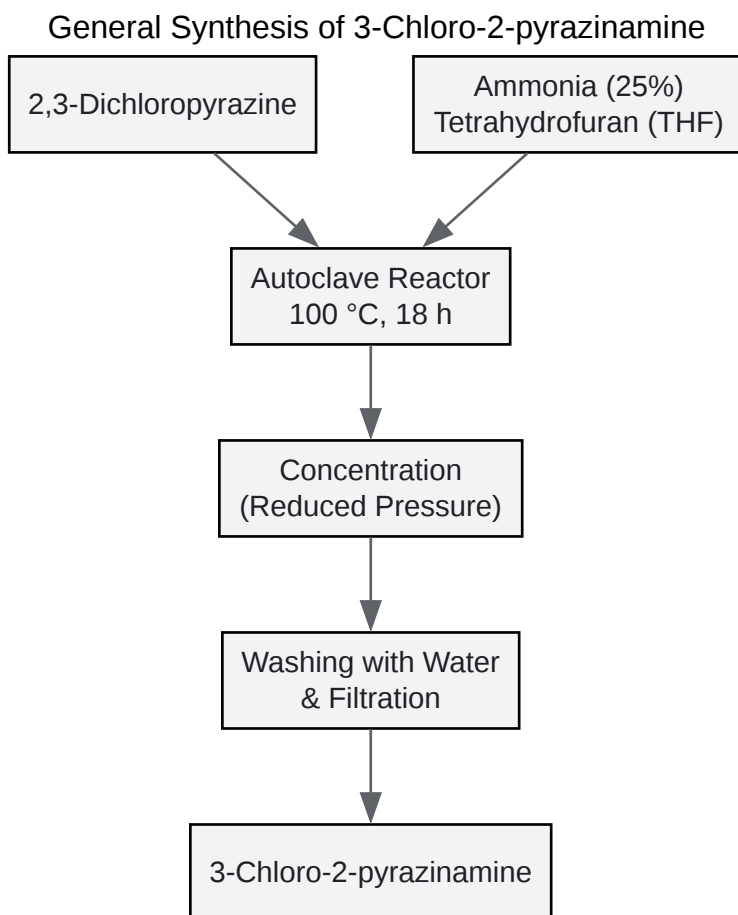 General Synthesis of 3-Chloro-2-pyrazinamine
2,3-Dichloropyrazine
Ammonia (25%)
Tetrahydrofuran (THF)
Autoclave Reactor
100 °C, 18 h
Concentration
(Reduced Pressure)
Washing with Water
& Filtration
3-Chloro-2-pyrazinamine